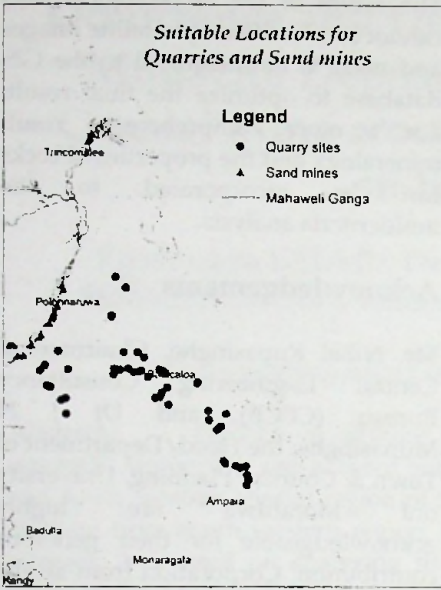 Suitable Locations for
Quarries and Sand mines
Legend
Quarry sites
Sand mines
Mahaweli Ganga
Trincomalee
Polonnaruwa
Ampara
Badulla
Monaragala
Kandy